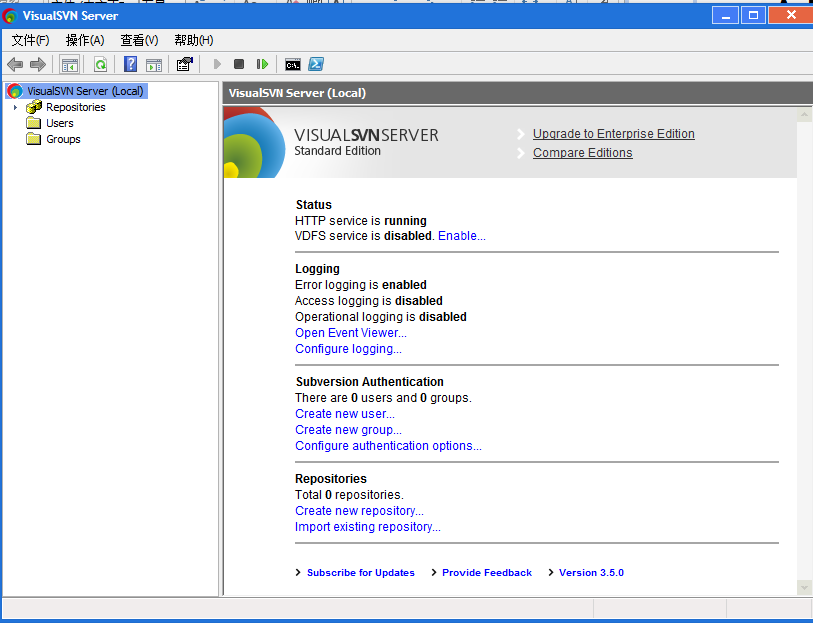 VisualSVN Server
文件(F) 操作(A) 查看(V) 帮助(H)
VisualSVN Server (Local)
Repositories
Users
Groups
VisualSVN Server (Local)
VISUALSVNSERVER
Standard Edition
Upgrade to Enterprise Edition
Compare Editions
Status
HTTP service is running
VDFS service is disabled. Enable...
Logging
Error logging is enabled
Access logging is disabled
Operational logging is disabled
Open Event Viewer...
Configure logging...
Subversion Authentication
There are 0 users and 0 groups.
Create new user...
Create new group...
Configure authentication options...
Repositories
Total 0 repositories.
Create new repository...
Import existing repository...
Subscribe for Updates Provide Feedback Version 3.5.0